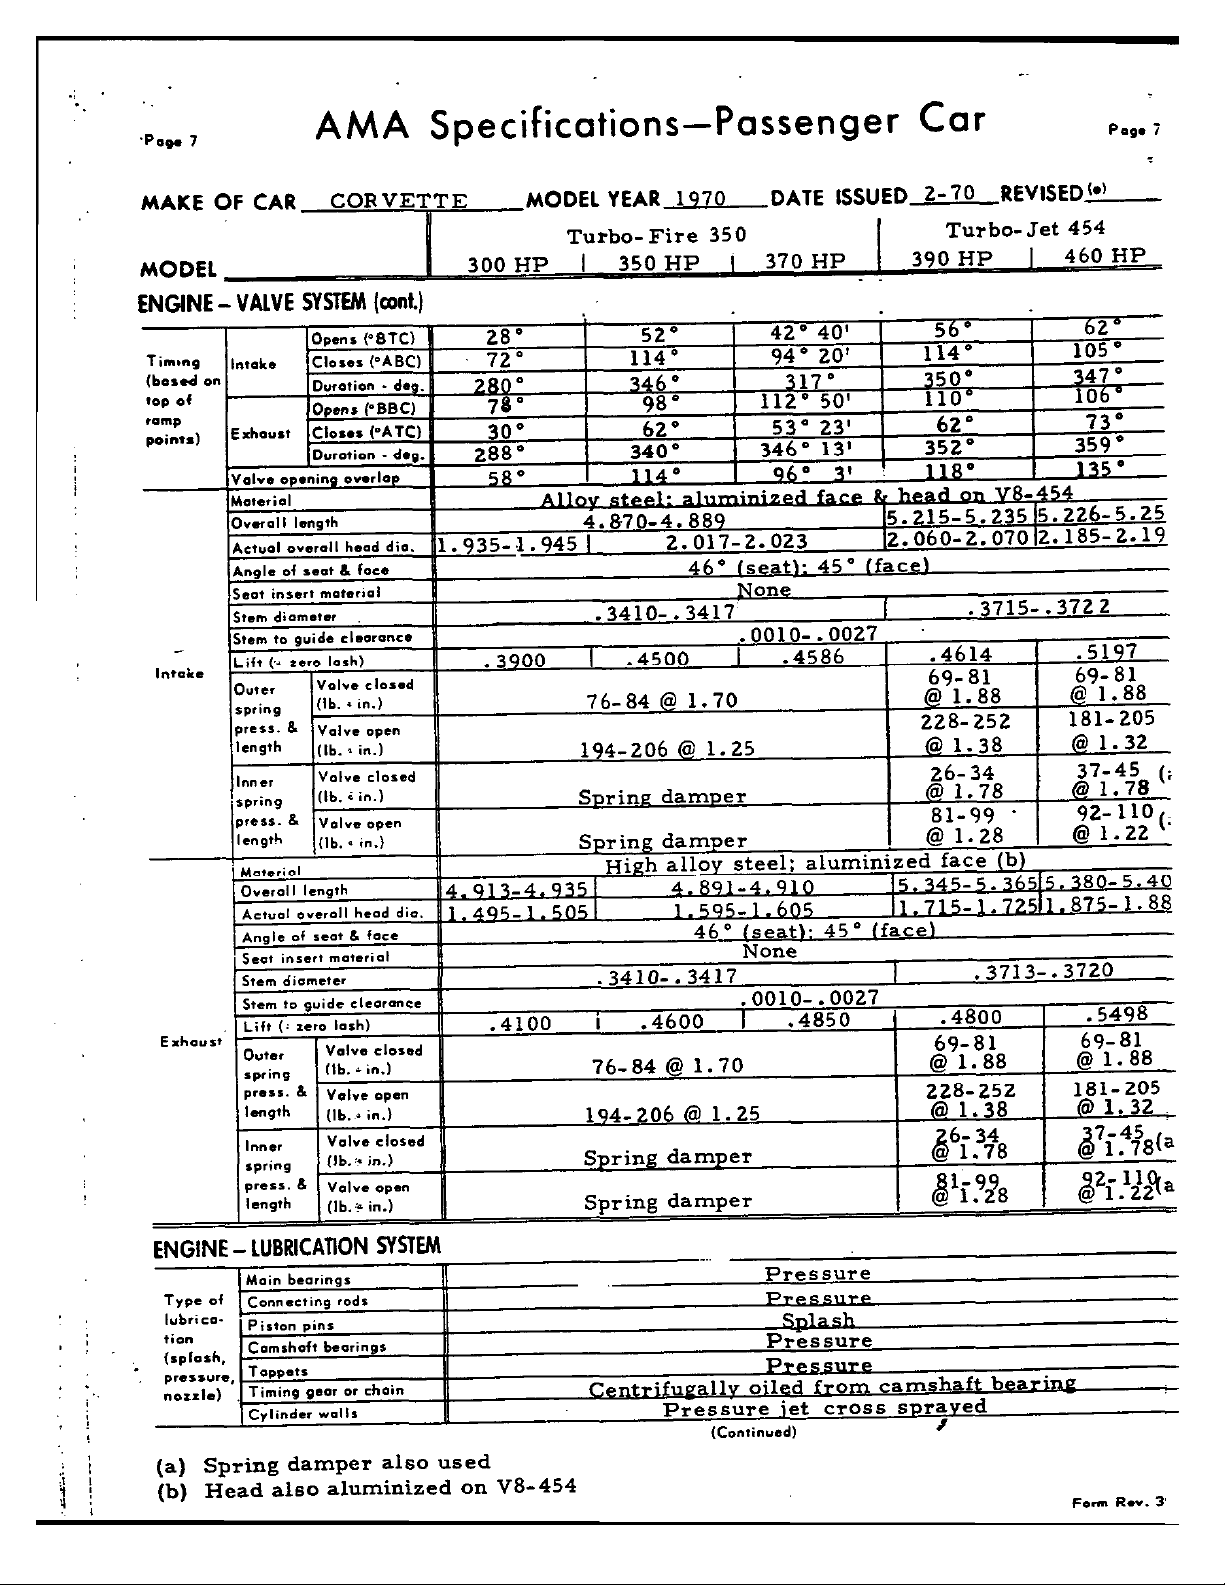 AMA Specifications—Passenger Car
Page 7 Page 7
MAKE OF CAR CORVETTE MODEL YEAR 1970 DATE ISSUED 2-70 REVISED (•)
Turbo-Fire 350 Turbo-Jet 454
MODEL 300 HP 350 HP 370 HP 390 HP 460 HP
ENGINE – VALVE SYSTEM (cont.)
Timing (based on top of ramp points)
Intake Opens (°BTC) 28° 52° 42° 40' 56° 62°
Closes (°ABC) 72° 114° 94° 20' 114° 105°
Duration - deg. 280° 346° 317° 350° 347°
Exhaust Opens (°BBC) 78° 98° 112° 50' 110° 106°
Closes (°ATC) 30° 62° 53° 23' 62° 73°
Duration - deg. 288° 340° 346° 13' 352° 359°
Valve opening overlap 58° 114° 96° 3' 118° 135°
Intake
Material Alloy steel; aluminized face & head on V8-454
Overall length 4.870-4.889 5.215-5.235 5.226-5.25
Actual overall head dia. 1.935-1.945 2.017-2.023 2.060-2.070 2.185-2.19
Angle of seat & face 46° (seat); 45° (face)
Seat insert material None
Stem diameter .3410-.3417 .3715-.3722
Stem to guide clearance .0010-.0027
Lift (zero lash) .3900 .4500 .4586 .4614 .5197
Outer spring press. & length Valve closed (lb. in.) 76-84 @ 1.70 69-81 @ 1.88 69-81 @ 1.88
Valve open (lb. in.) 194-206 @ 1.25 228-252 @ 1.38 181-205 @ 1.32
Inner spring press. & length Valve closed (lb. in.) Spring damper 26-34 @ 1.78 37-45 @ 1.78 (
Valve open (lb. in.) Spring damper 81-99 @ 1.28 92-110 @ 1.22 (
Exhaust
Material High alloy steel; aluminized face (b)
Overall length 4.913-4.935 4.891-4.910 5.345-5.365 5.380-5.40
Actual overall head dia. 1.495-1.505 1.595-1.605 1.715-1.725 1.875-1.88
Angle of seat & face 46° (seat); 45° (face)
Seat insert material None
Stem diameter .3410-.3417 .3713-.3720
Stem to guide clearance .0010-.0027
Lift (zero lash) .4100 .4600 .4850 .4800 .5498
Outer spring press. & length Valve closed (lb. in.) 76-84 @ 1.70 69-81 @ 1.88 69-81 @ 1.88
Valve open (lb. in.) 194-206 @ 1.25 228-252 @ 1.38 181-205 @ 1.32
Inner spring press. & length Valve closed (lb. in.) Spring damper 26-34 @ 1.78 37-45 @ 1.78 (a
Valve open (lb. in.) Spring damper 81-99 @ 1.28 92-110 @ 1.22 (a
ENGINE – LUBRICATION SYSTEM
Type of lubrication (splash, pressure, nozzle)
Main bearings Pressure
Connecting rods Pressure
Piston pins Splash
Camshaft bearings Pressure
Tappets Pressure
Timing gear or chain Centrifugally oiled from camshaft bearing
Cylinder walls Pressure jet cross sprayed
(Continued)
(a) Spring damper also used
(b) Head also aluminized on V8-454
Form Rev. 3